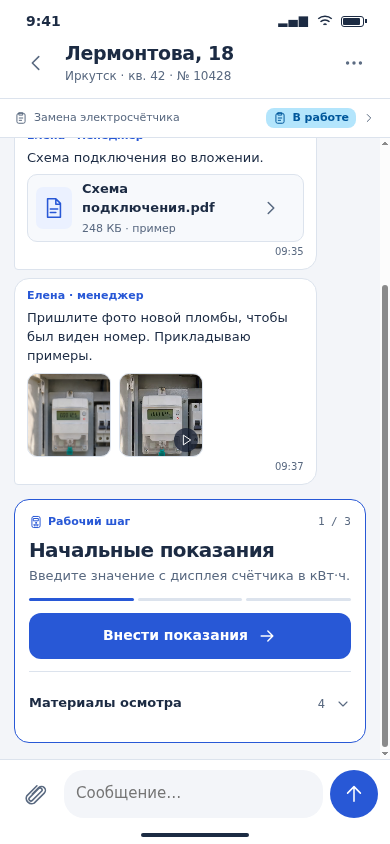 9:41
Лермонтова, 18
Иркутск · кв. 42 · № 10428
Замена электросчётчика
В работе
Елена · менеджер
Схема подключения во вложении.
Схема
подключения.pdf
248 КБ · пример
09:35
Елена · менеджер
Пришлите фото новой пломбы, чтобы
был виден номер. Прикладываю
примеры.
09:37
Рабочий шаг
1 / 3
Начальные показания
Введите значение с дисплея счётчика в кВт·ч.
Внести показания
Материалы осмотра
4
Сообщение...